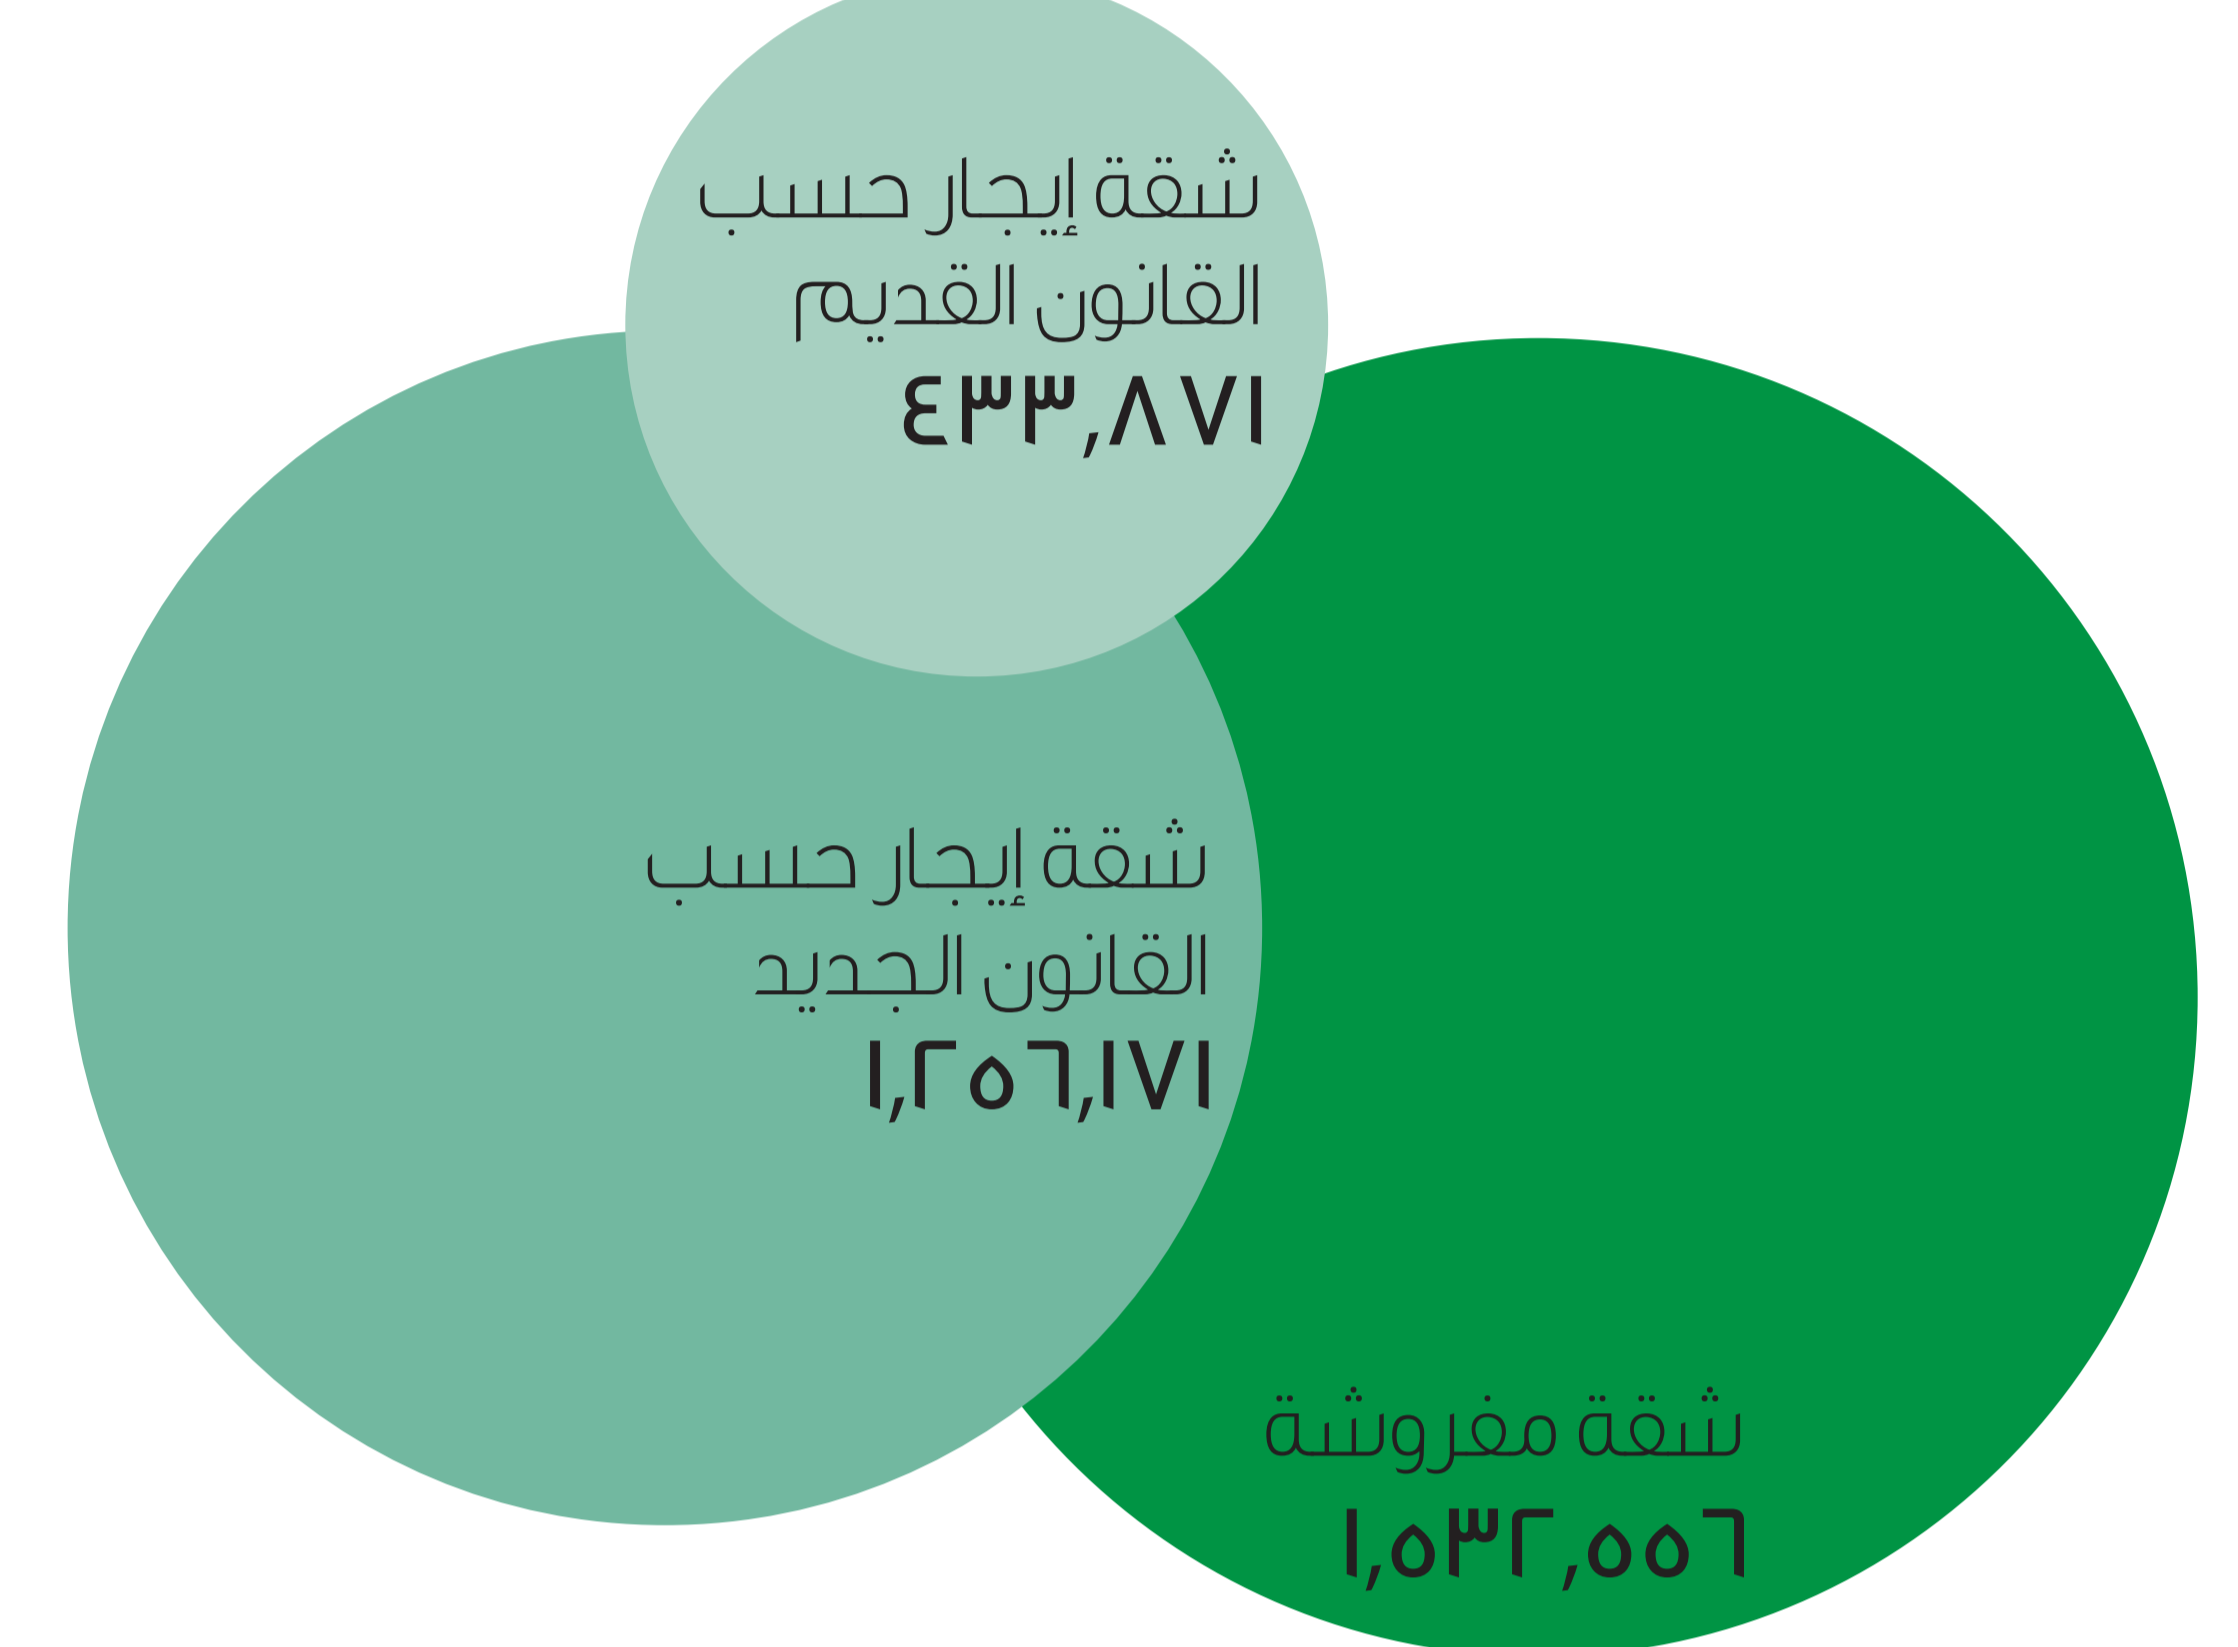 شقة إيجار حسب
القانون القديم
٤٣٣,٨٧١
شقة إيجار حسب
القانون الجديد
١,٢٥٦,١٧١
شقة مفروشة
١,٥٣٢,٥٥٦